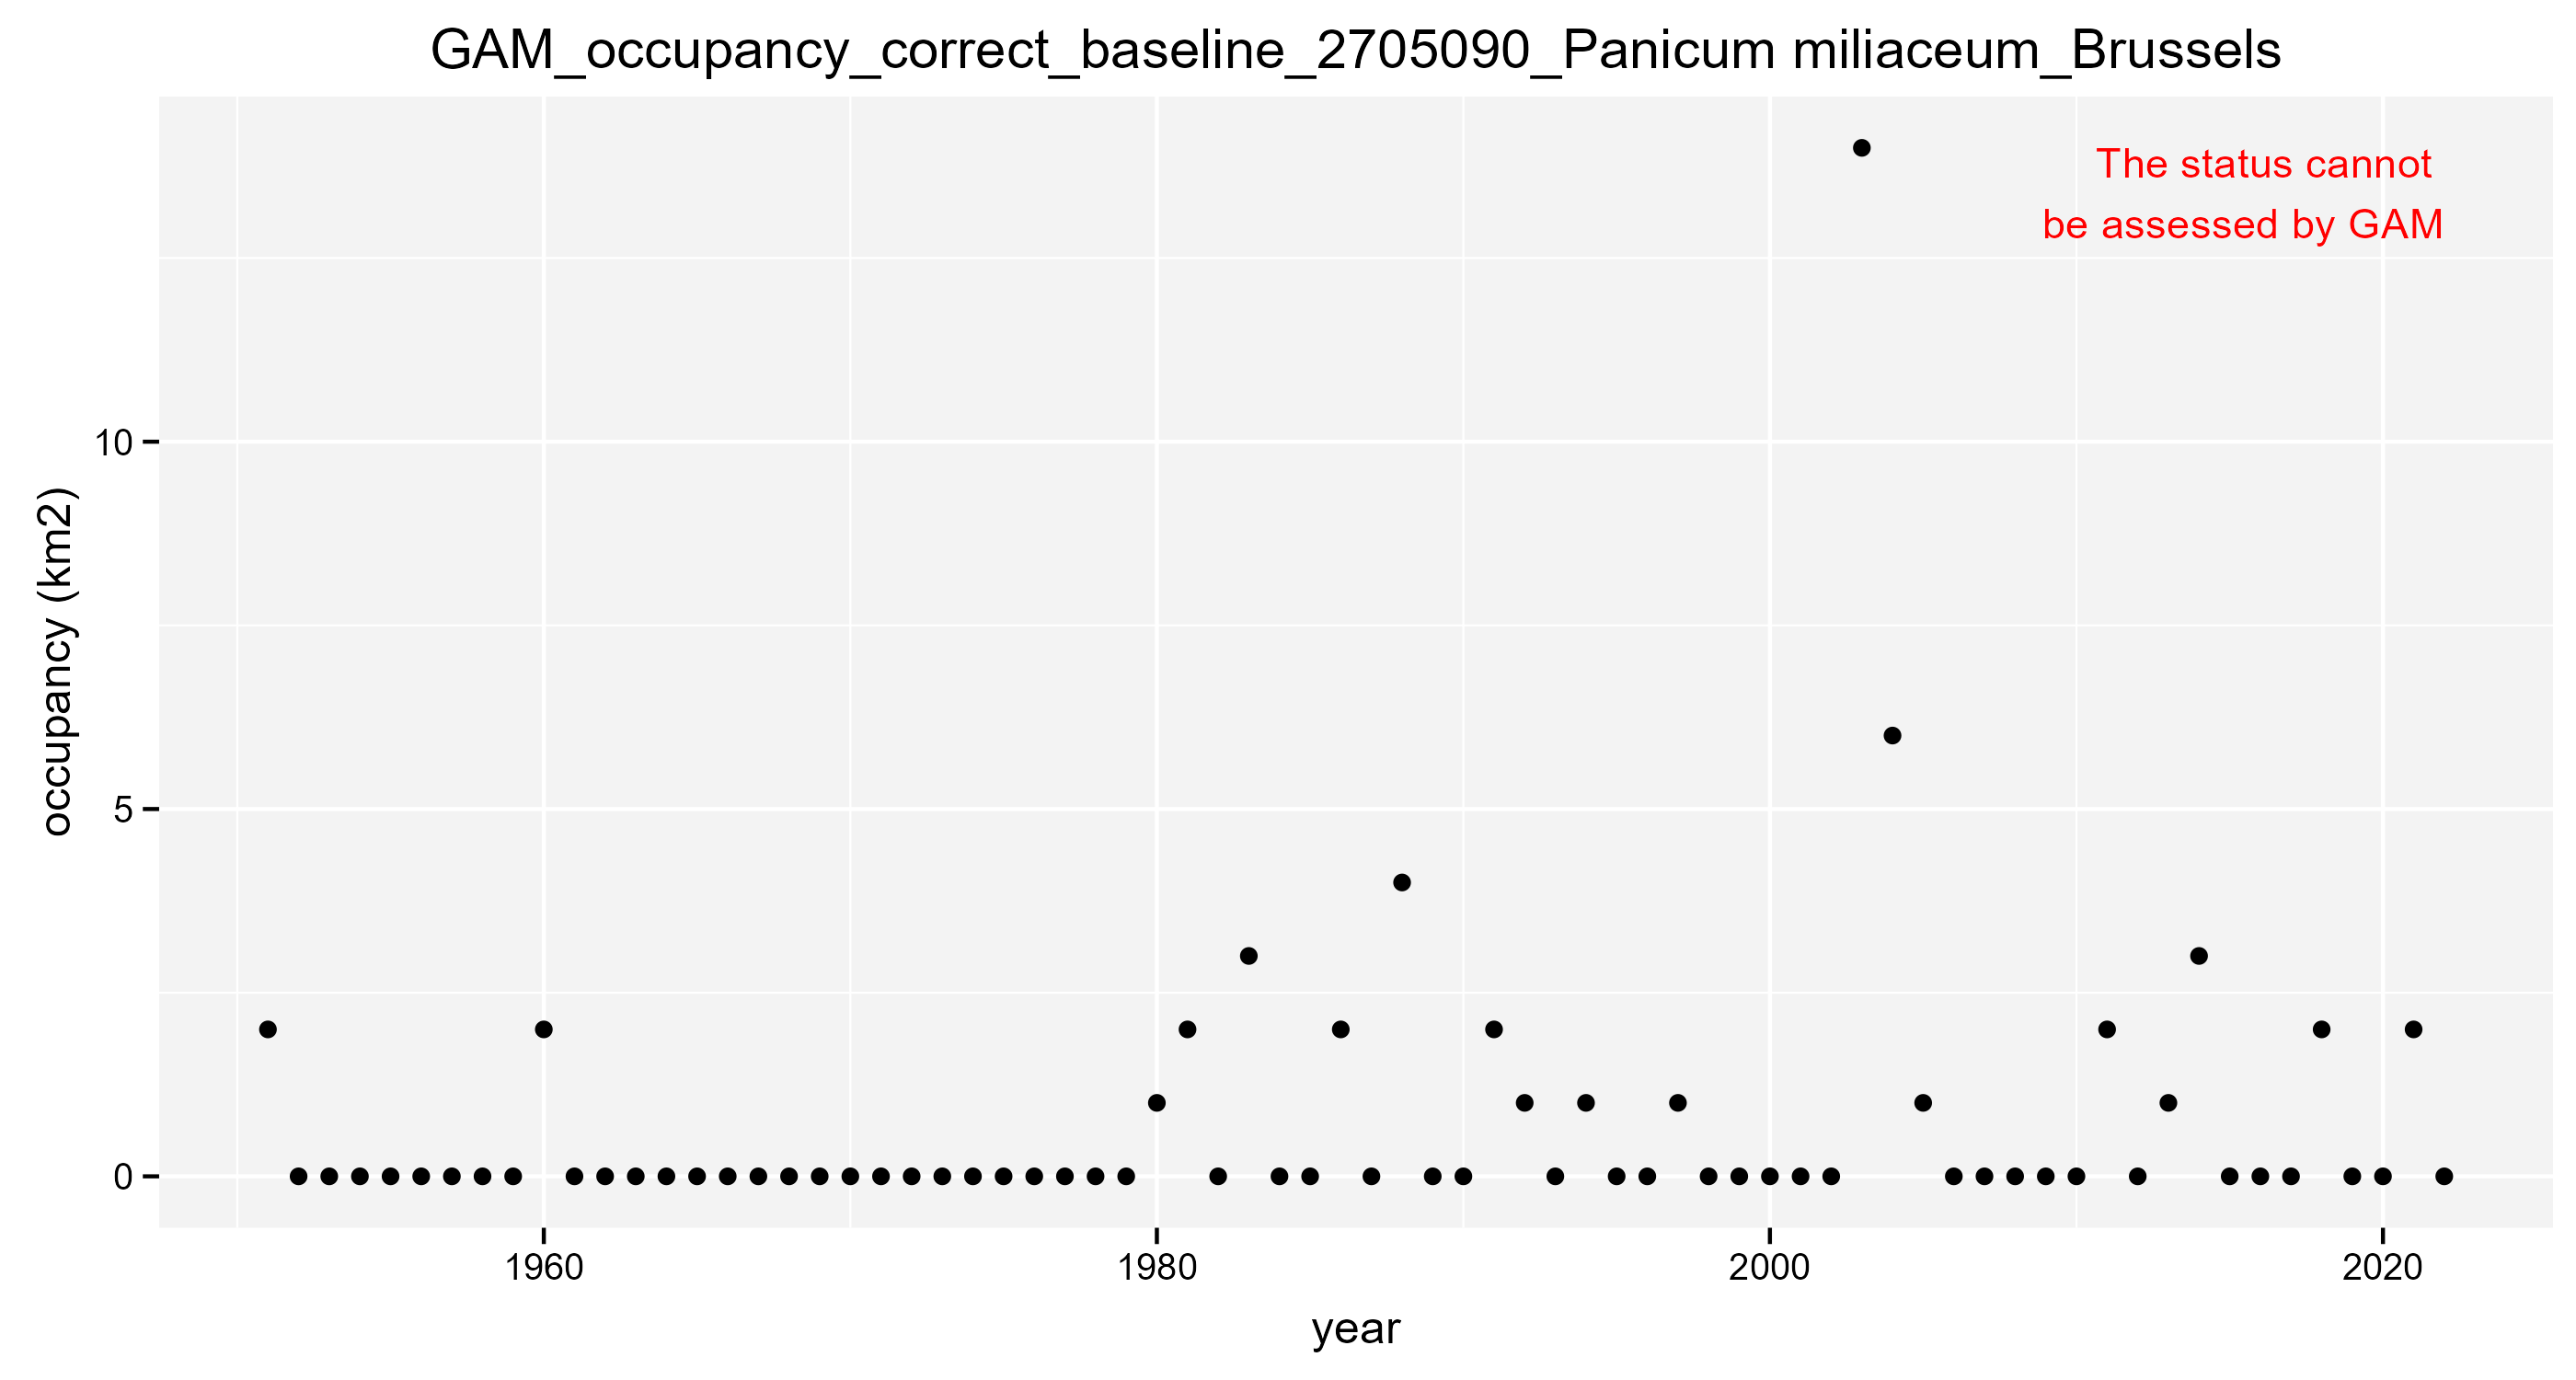 GAM_occupancy_correct_baseline_2705090_Panicum miliaceum_Brussels
The status cannot
be assessed by GAM
10
5
0
occupancy (km2)
1960
1980
2000
2020
year